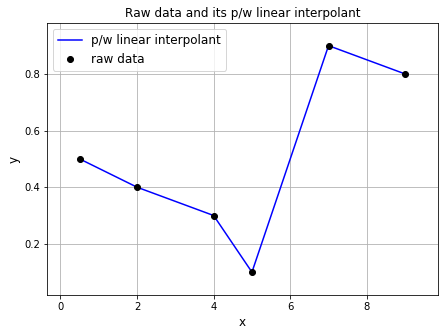 Raw data and its p/w linear interpolant
p/w linear interpolant
raw data
0.8
0.6
0.4
0.2
y
0 2 4 6 8
x